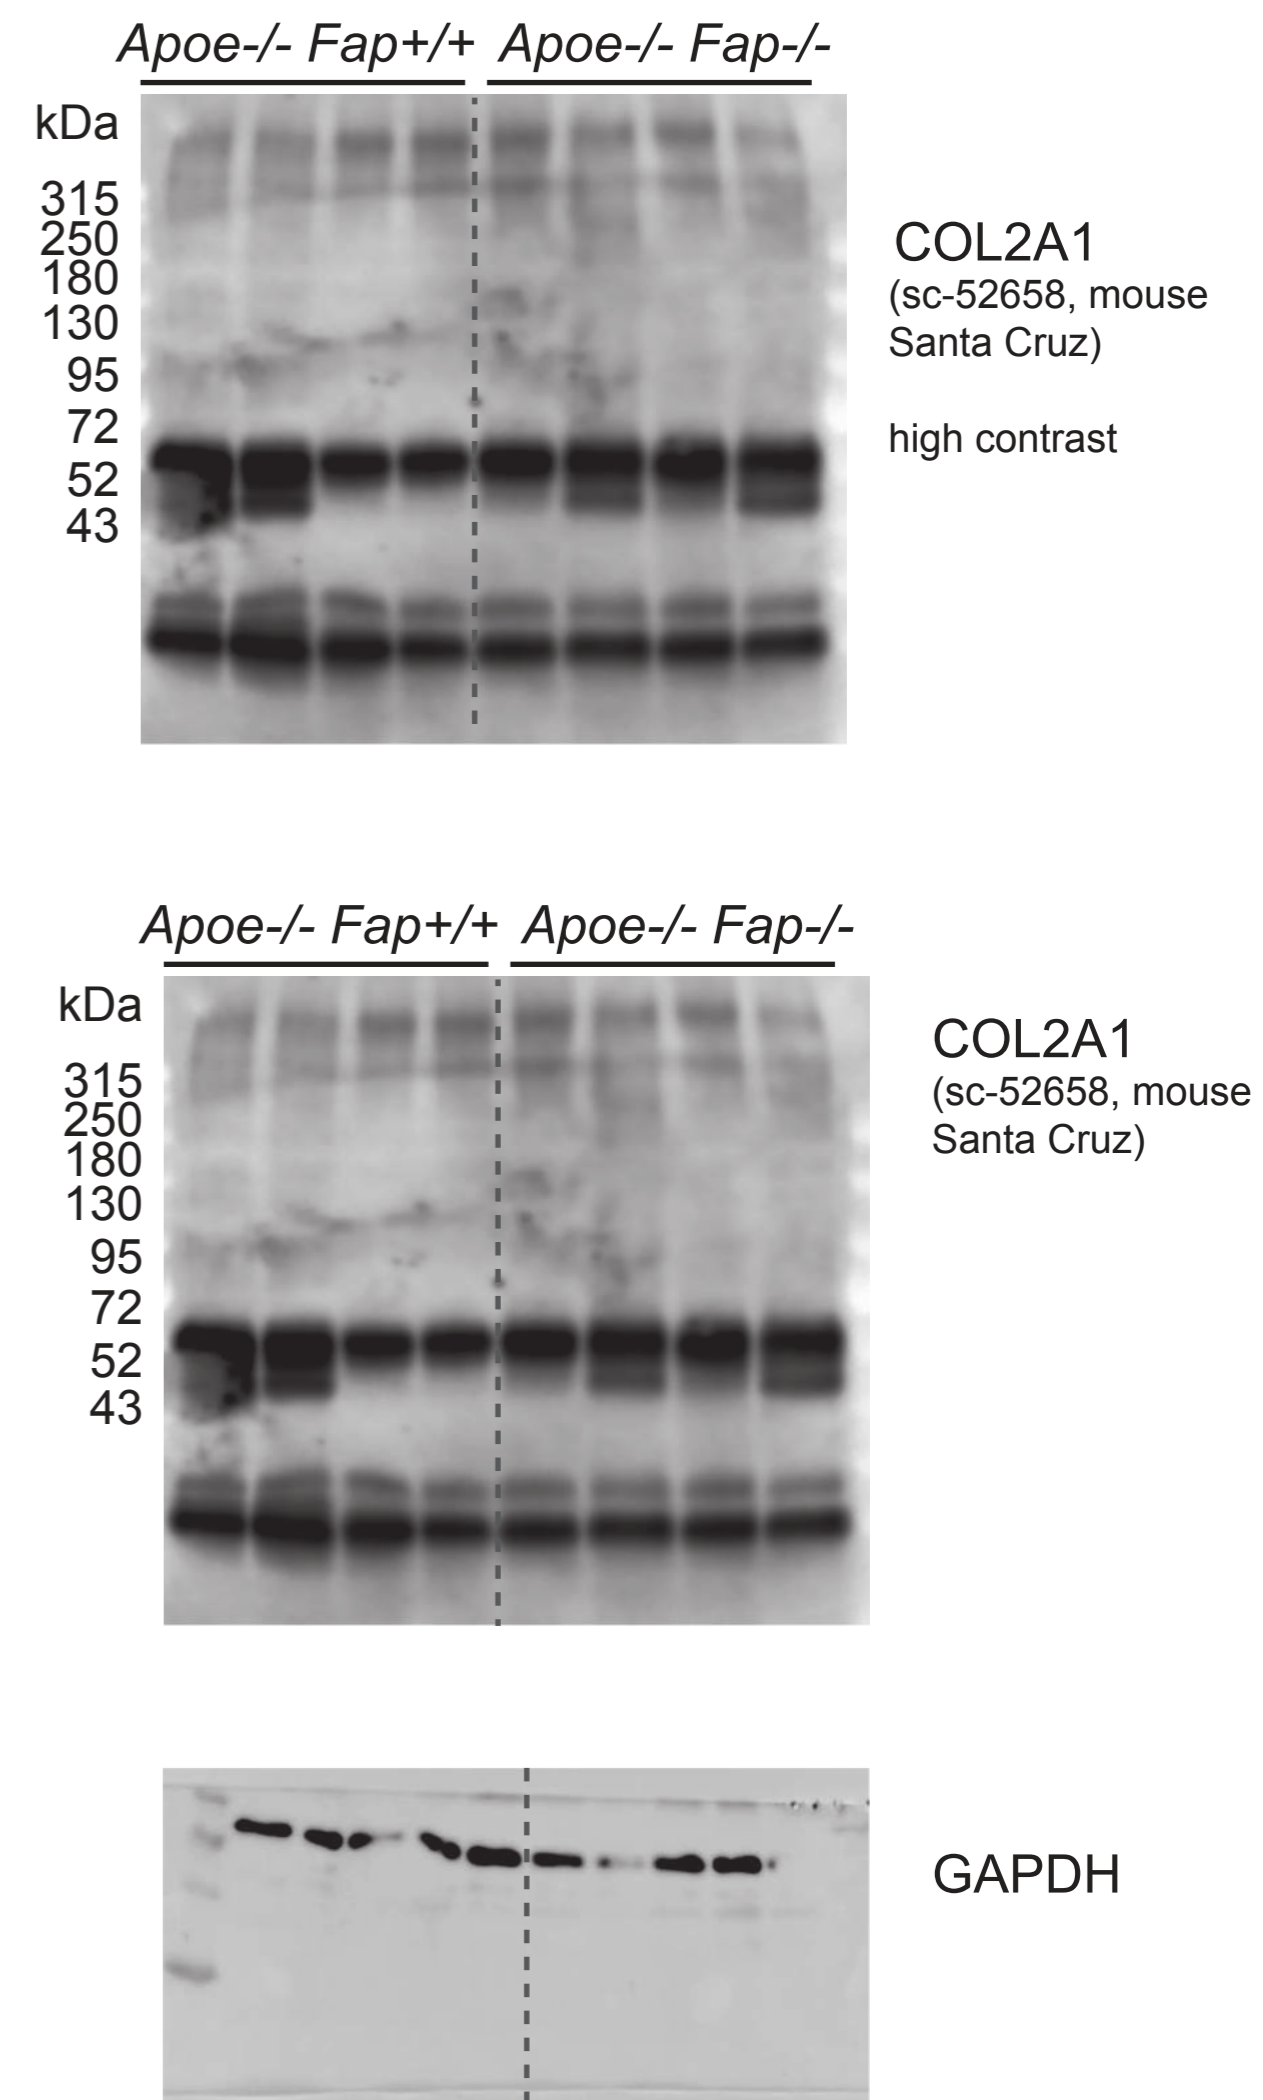 Apoe-/- Fap+/+ Apoe-/- Fap-/-
kDa
315
250
180
130
95
72
52
43
COL2A1
(sc-52658, mouse
Santa Cruz)
high contrast
Apoe-/- Fap+/+ Apoe-/- Fap-/-
kDa
315
250
180
130
95
72
52
43
COL2A1
(sc-52658, mouse
Santa Cruz)
GAPDH